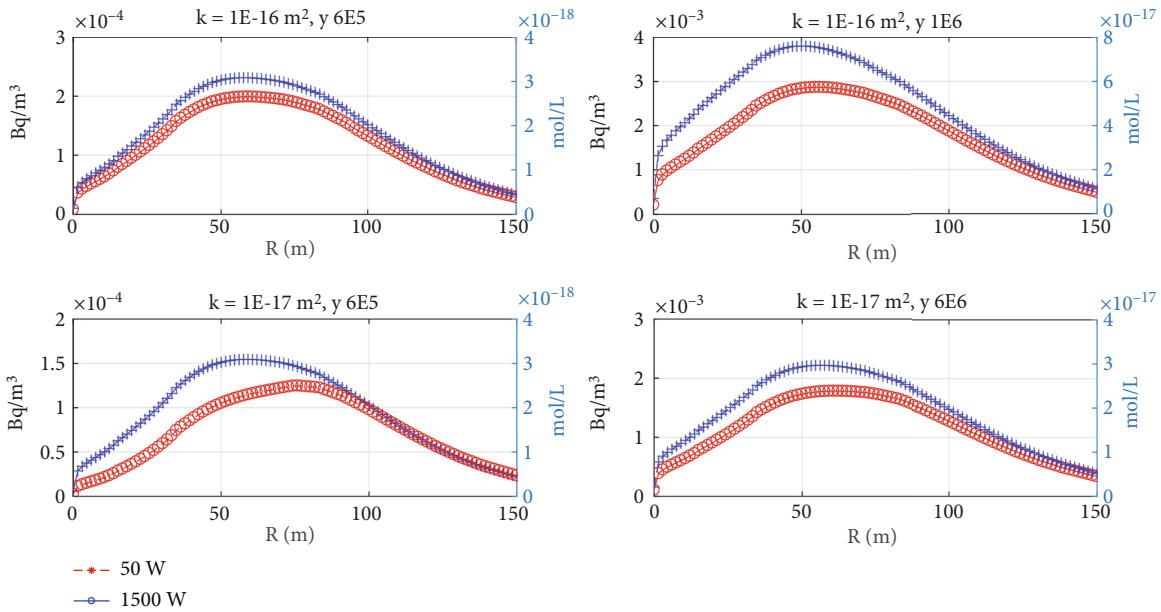 ×10⁻⁴ k = 1E-16 m², y 6E5 ×10⁻¹⁸
3 4
2 3
1 2
0 1
0
Bq/m³
mol/L
0 50 100 150
R (m)
×10⁻³ k = 1E-16 m², y 1E6 ×10⁻¹⁷
4 8
3 6
2 4
1 2
0 0
Bq/m³
mol/L
0 50 100 150
R (m)
×10⁻⁴ k = 1E-17 m², y 6E5 ×10⁻¹⁸
2 4
1.5 3
1 2
0.5 1
0 0
Bq/m³
mol/L
0 50 100 150
R (m)
×10⁻³ k = 1E-17 m², y 6E6 ×10⁻¹⁷
3 4
2 3
1 2
0 1
0
Bq/m³
mol/L
0 50 100 150
R (m)
50 W
1500 W